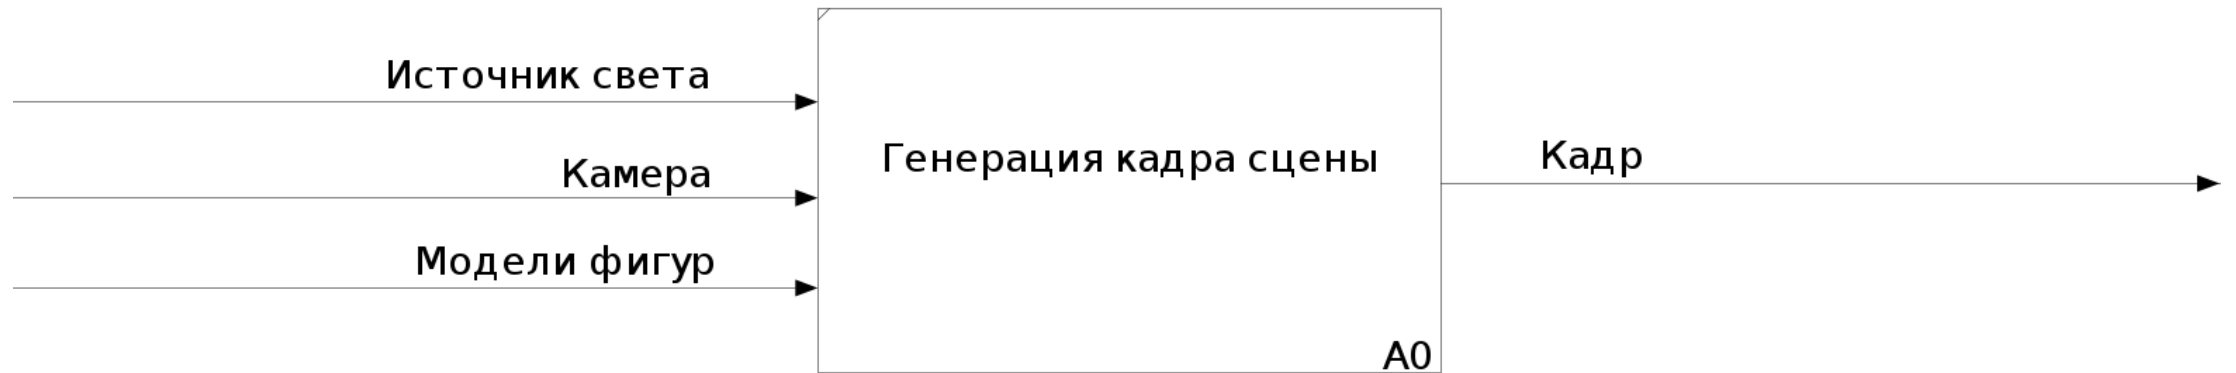 Источник света
Камера
Модели фигур
Генерация кадра сцены
Кадр
A0